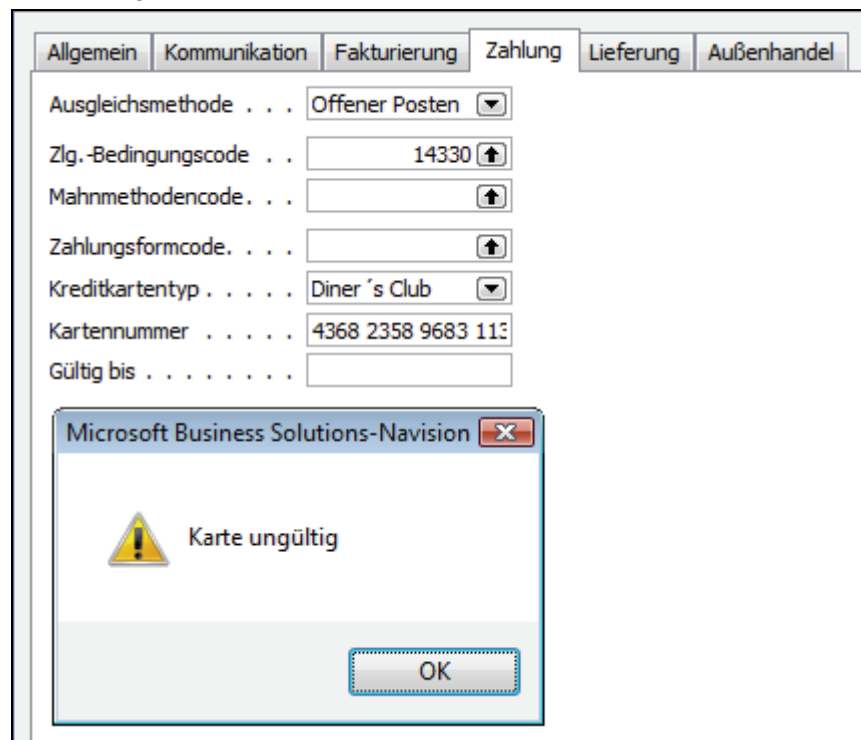 Allgemein Kommunikation Fakturierung Zahlung Lieferung Außenhandel
Ausgleichsmethode . . . Offener Posten
Zlg.-Bedingungscode . . 14330
Mahnmethodencode. . .
Zahlungsformcode. . . .
Kreditkartentyp . . . . . Diner ´s Club
Kartennummer . . . . . 4368 2358 9683 113
Gültig bis . . . . . . . .
Microsoft Business Solutions-Navision
Karte ungültig
OK